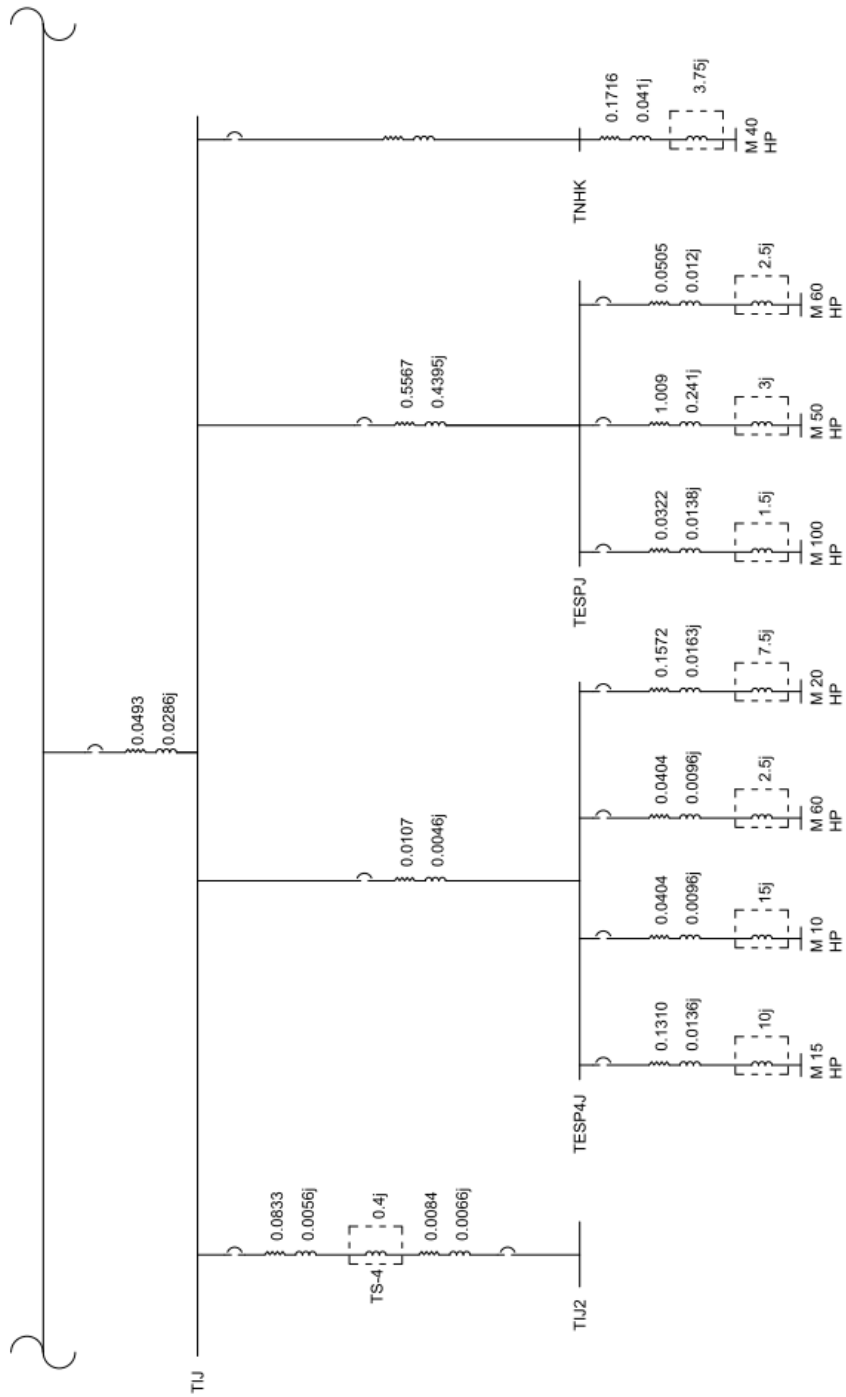 0.0493
0.0286j
TIJ
0.0833
0.0056j
TS-4
0.4j
0.0084
0.0066j
TIJ2
0.0107
0.0046j
TESP4J
0.1310
0.0136j
10j
M 15
HP
0.0404
0.0096j
15j
M 10
HP
0.0404
0.0096j
2.5j
M 60
HP
0.1572
0.0163j
7.5j
M 20
HP
0.5567
0.4395j
TESPJ
0.0322
0.0138j
1.5j
M 100
HP
1.009
0.241j
3j
M 50
HP
0.0505
0.012j
2.5j
M 60
HP
TNHK
0.1716
0.041j
3.75j
M 40
HP